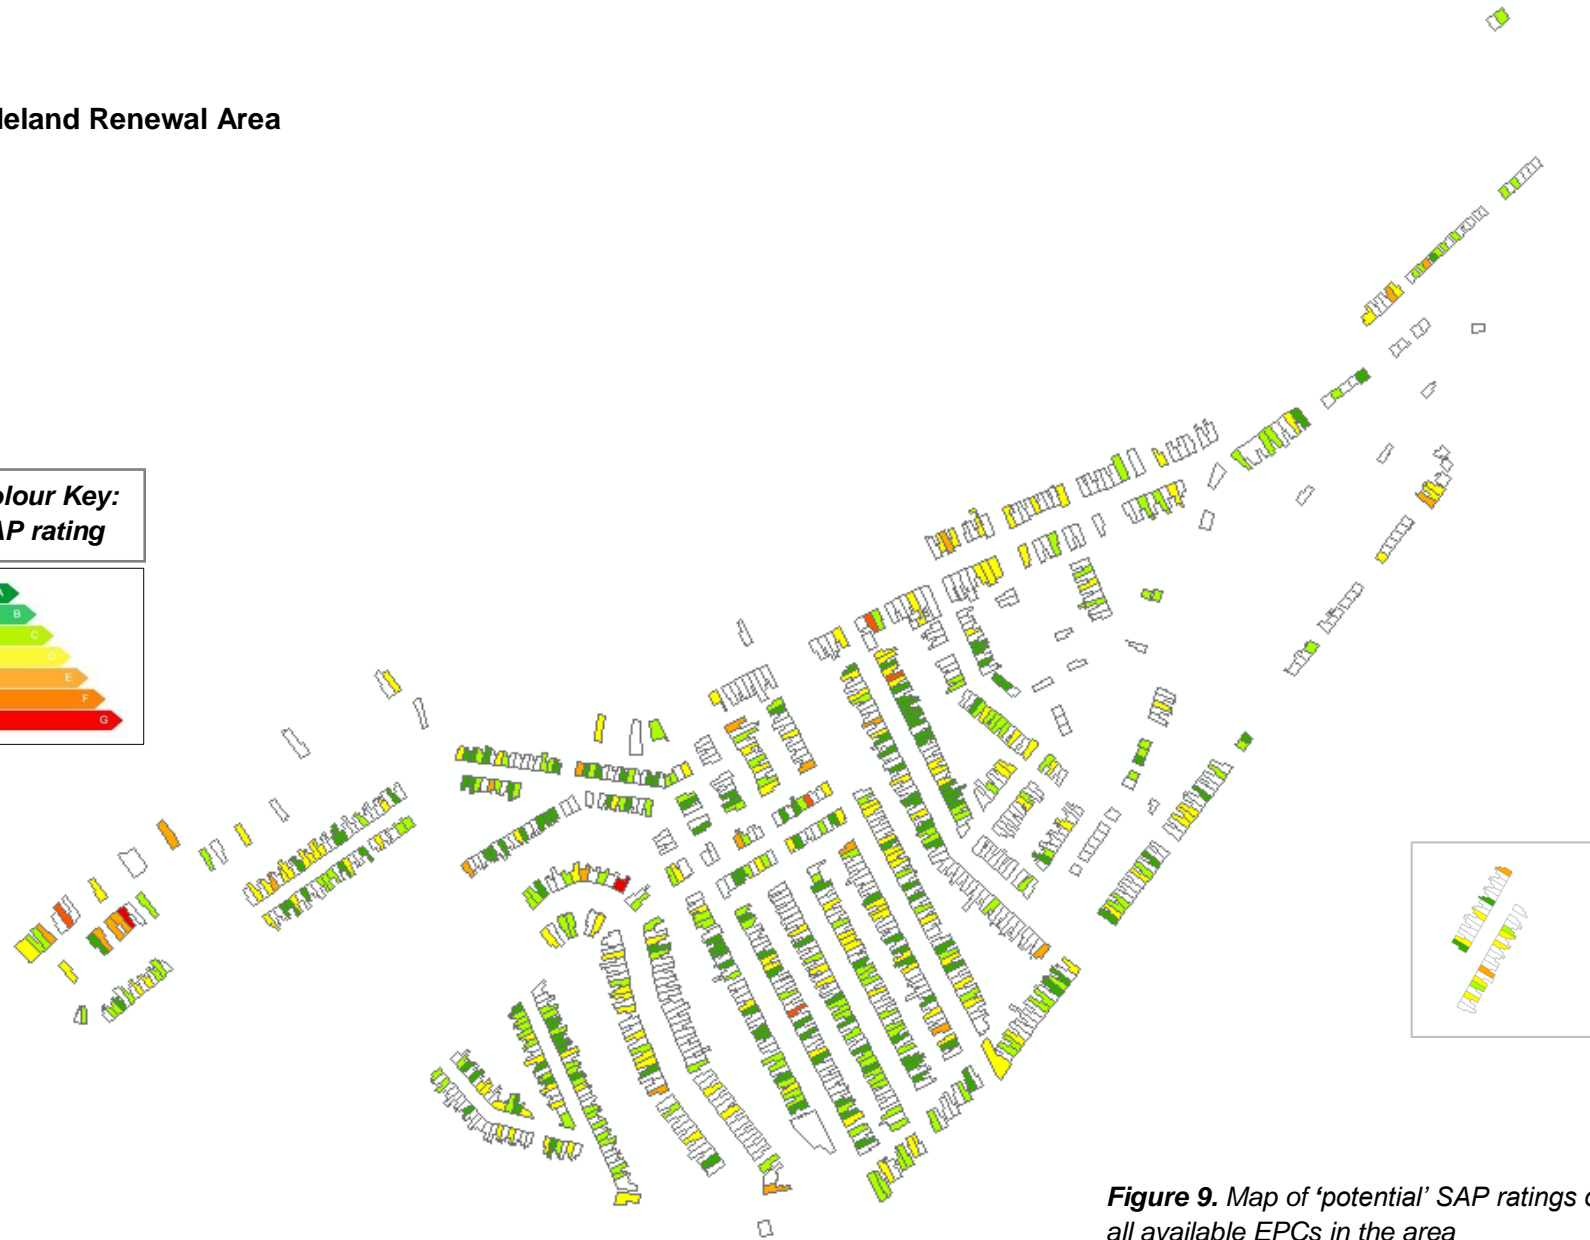 leland Renewal Area
olour Key:
AP rating
A
B
C
D
E
F
G
Figure 9. Map of ‘potential’ SAP ratings o
all available EPCs in the area